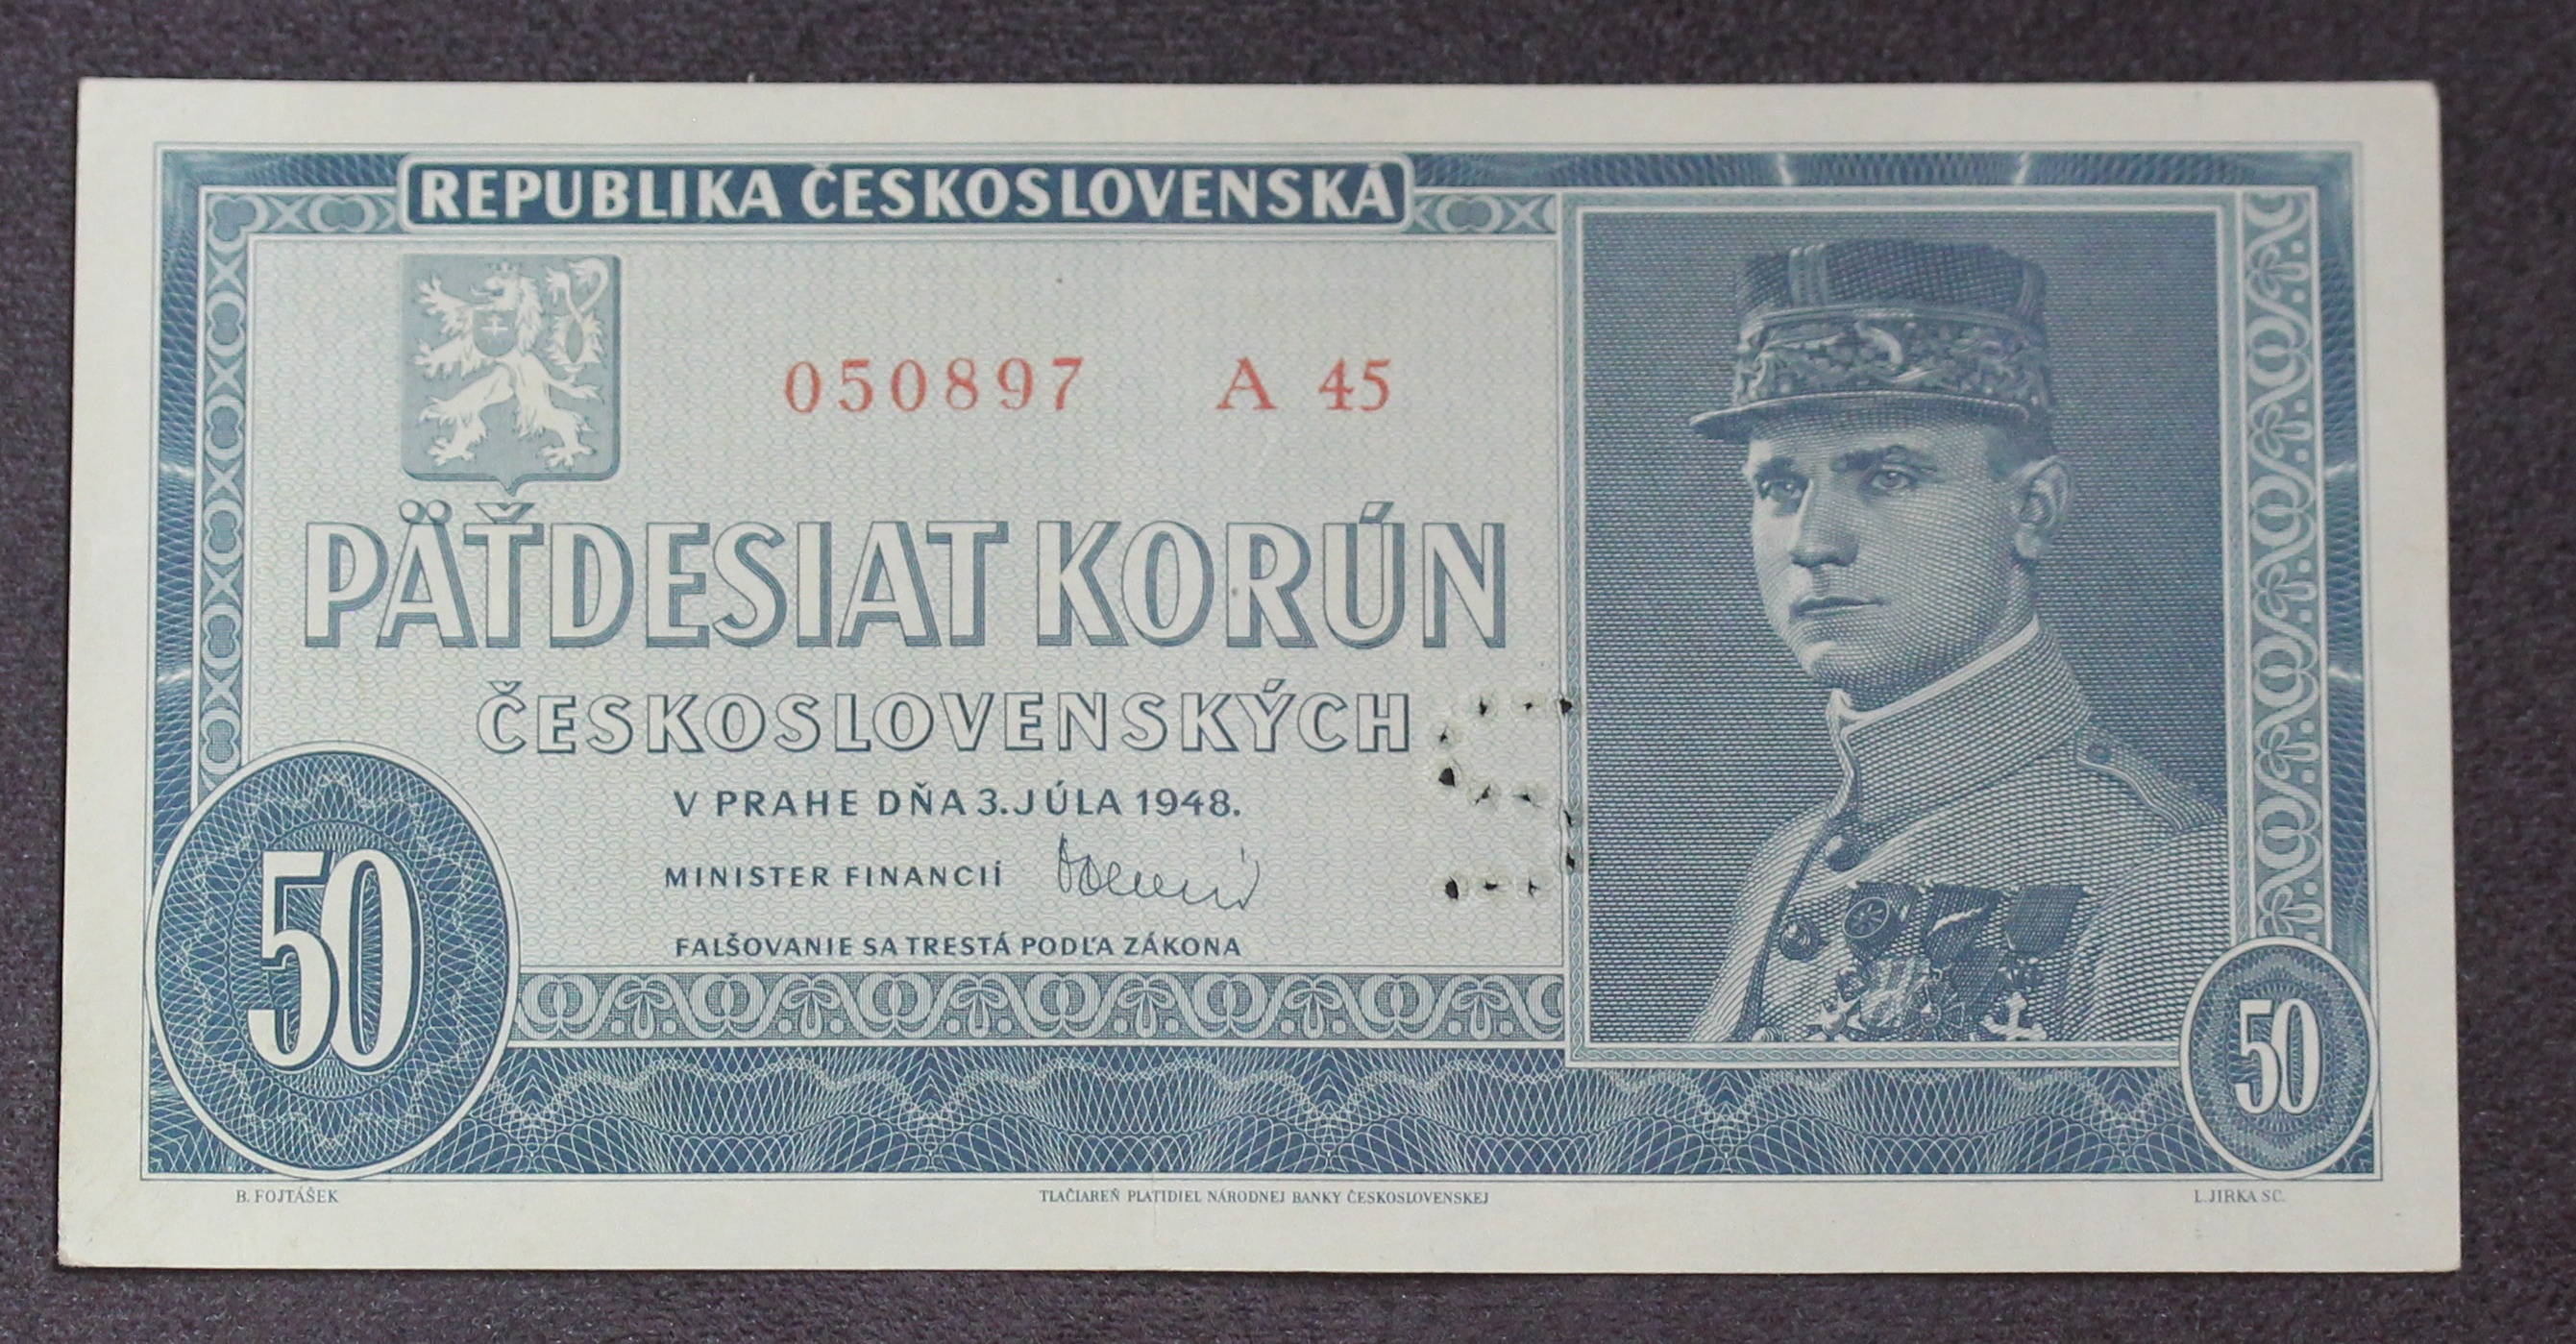 REPUBLIKA ČESKOSLOVENSKÁ
050897 A 45
PÄŤDESIAT KORÚN
ČESKOSLOVENSKÝCH
V PRAHE DŇA 3. JÚLA 1948.
MINISTER FINANCIÍ
FALŠOVANIE SA TRESTÁ PODĽA ZÁKONA
S
50
50
B. FOJTÁŠEK
TLAČIAREŇ PLATIDIEL NÁRODNEJ BANKY ČESKOSLOVENSKEJ
L. JIRKA SC.